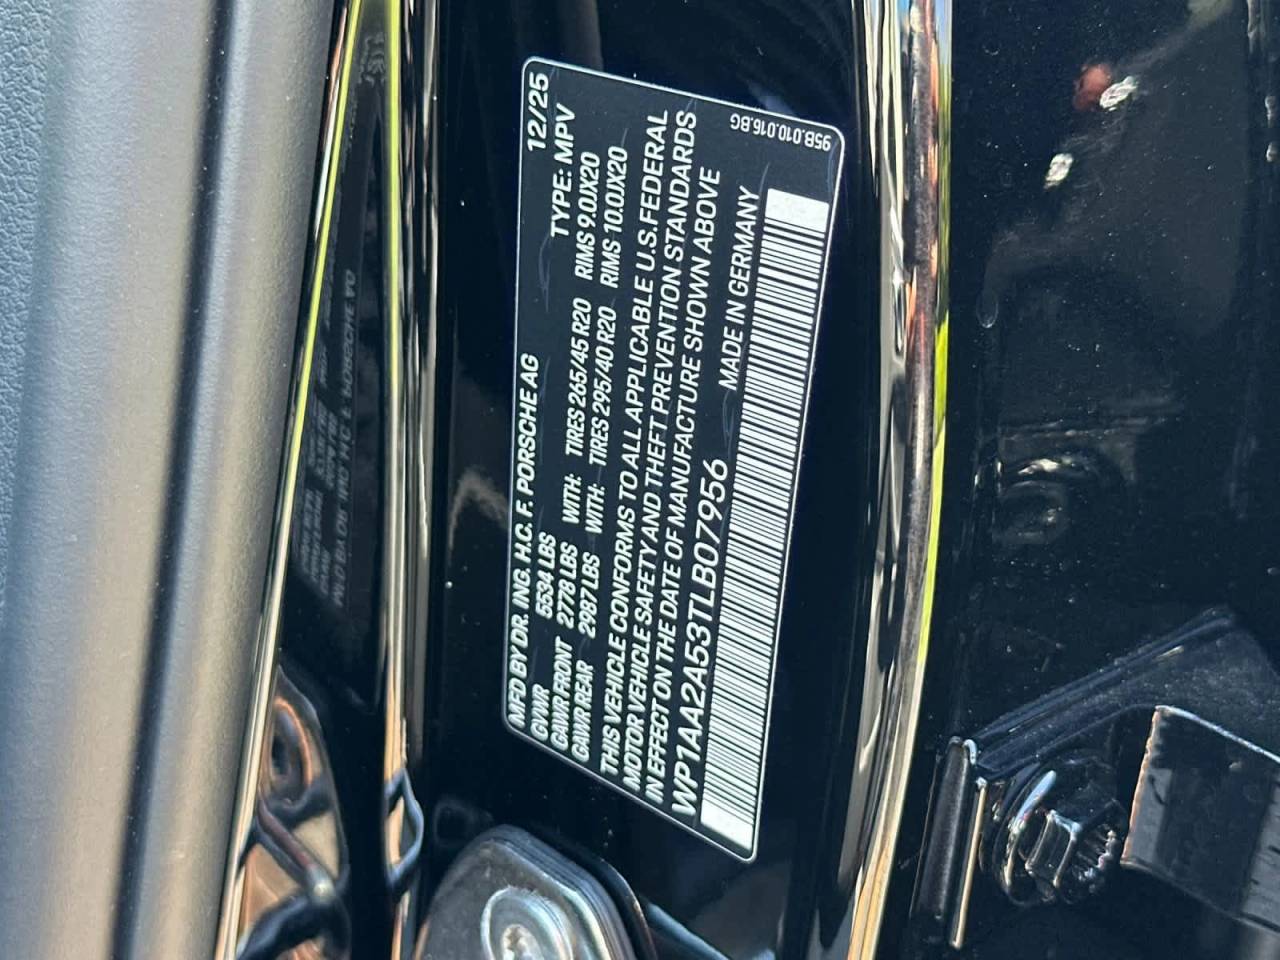 MFD BY DR. ING. H.C. F. PORSCHE AG 12/25
GVWR 5534 LBS TYPE: MPV
GAWR FRONT 2778 LBS WITH: TIRES 265/45 R20 RIMS 9.0JX20
GAWR REAR 2987 LBS WITH: TIRES 295/40 R20 RIMS 10.0JX20
THIS VEHICLE CONFORMS TO ALL APPLICABLE U.S.FEDERAL
MOTOR VEHICLE SAFETY AND THEFT PREVENTION STANDARDS
IN EFFECT ON THE DATE OF MANUFACTURE SHOWN ABOVE
WP1AA2A53TLB07956 MADE IN GERMANY
95B.010.016.BG